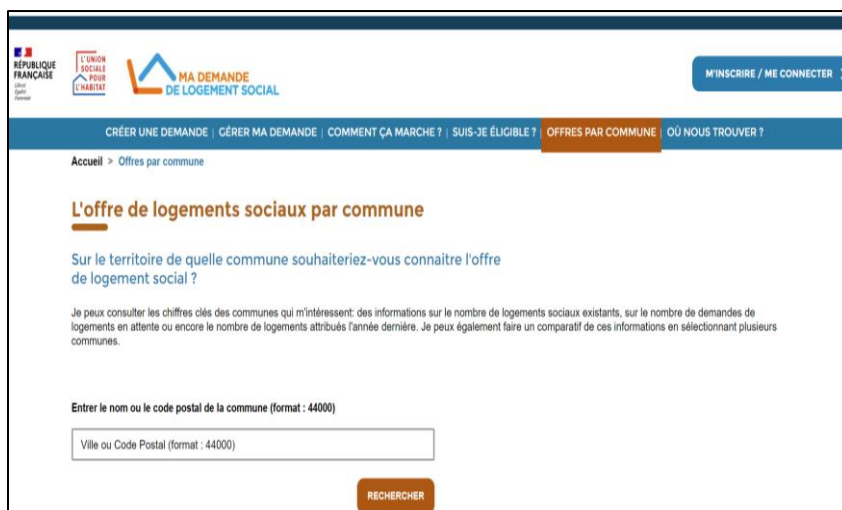 RÉPUBLIQUE
FRANÇAISE
Liberté
Égalité
Fraternité
L'UNION
SOCIALE
POUR
L'HABITAT
MA DEMANDE
DE LOGEMENT SOCIAL
M'INSCRIRE / ME CONNECTER
CRÉER UNE DEMANDE | GÉRER MA DEMANDE | COMMENT ÇA MARCHE ? | SUIS-JE ÉLIGIBLE ? | OFFRES PAR COMMUNE | OÙ NOUS TROUVER ?
Accueil > Offres par commune
L'offre de logements sociaux par commune
Sur le territoire de quelle commune souhaiteriez-vous connaitre l'offre
de logement social ?
Je peux consulter les chiffres clés des communes qui m'intéressent: des informations sur le nombre de logements sociaux existants, sur le nombre de demandes de
logements en attente ou encore le nombre de logements attribués l'année dernière. Je peux également faire un comparatif de ces informations en sélectionnant plusieurs
communes.
Entrer le nom ou le code postal de la commune (format : 44000)
Ville ou Code Postal (format : 44000)
RECHERCHER